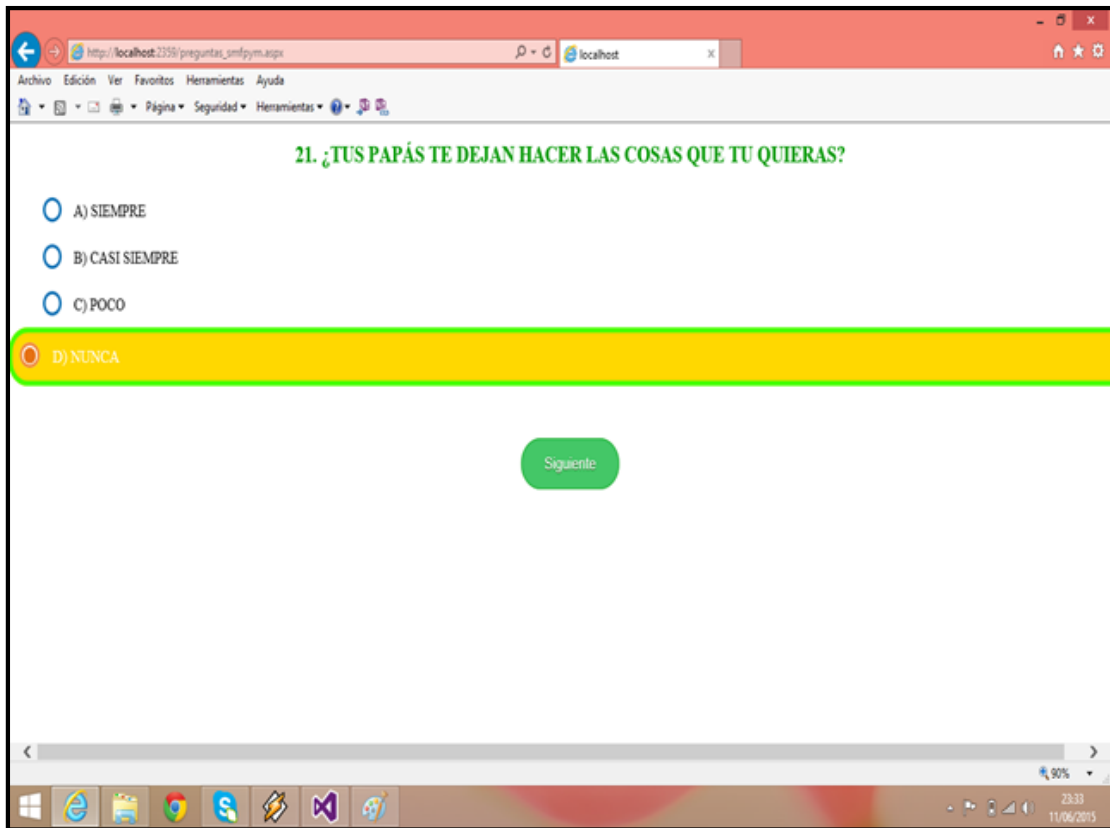 http://localhost:2359/preguntas_smfpym.aspx
localhost
Archivo Edición Ver Favoritos Herramientas Ayuda
Página Seguridad Herramientas
21. ¿TUS PAPÁS TE DEJAN HACER LAS COSAS QUE TU QUIERAS?
A) SIEMPRE
B) CASI SIEMPRE
C) POCO
D) NUNCA
Siguiente
90%
23:33
11/06/2015